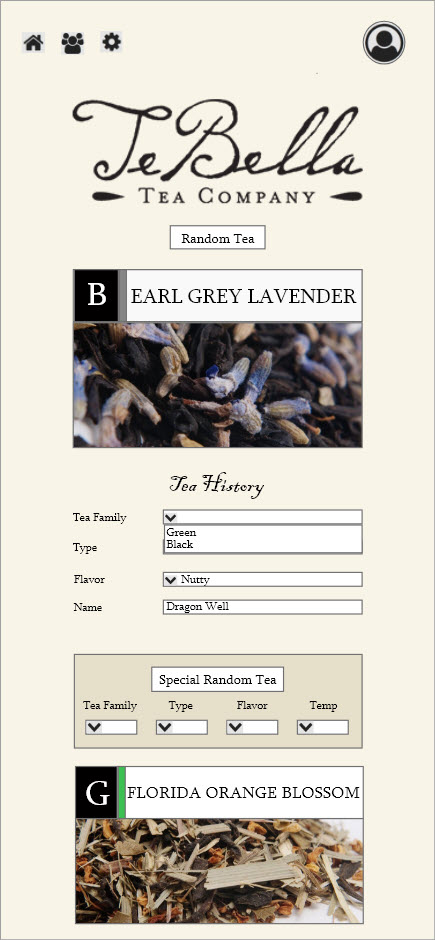 TeBella
TEA COMPANY
Random Tea
B EARL GREY LAVENDER
Tea History
Tea Family
Green
Black
Type
Flavor Nutty
Name Dragon Well
Special Random Tea
Tea Family Type Flavor Temp
G FLORIDA ORANGE BLOSSOM